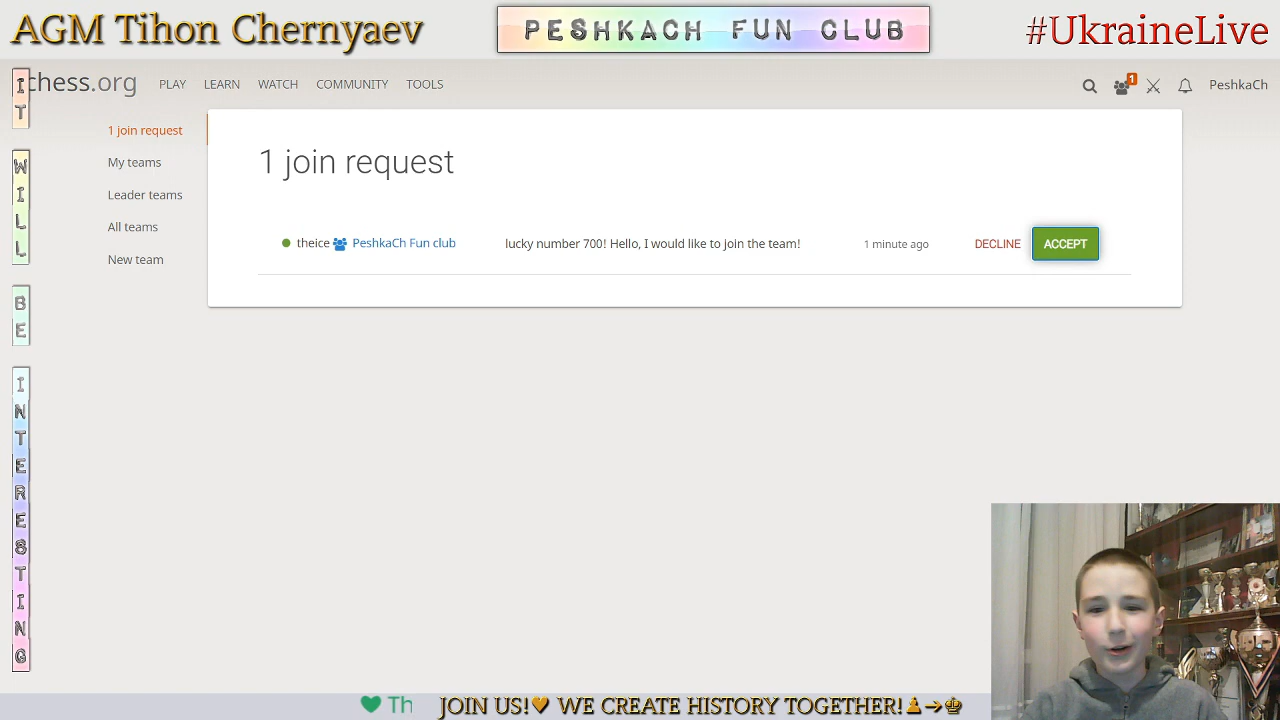 AGM Tihon Chernyaev
PESHKACH FUN CLUB
#UkraineLive
chess.org
PLAY LEARN WATCH COMMUNITY TOOLS
1
PeshkaCh
IT WILL BE INTERESTING
1 join request
My teams
Leader teams
All teams
New team
1 join request
theice PeshkaCh Fun club lucky number 700! Hello, I would like to join the team! 1 minute ago DECLINE ACCEPT
Th JOIN US!🧡 WE CREATE HISTORY TOGETHER!♟→♚